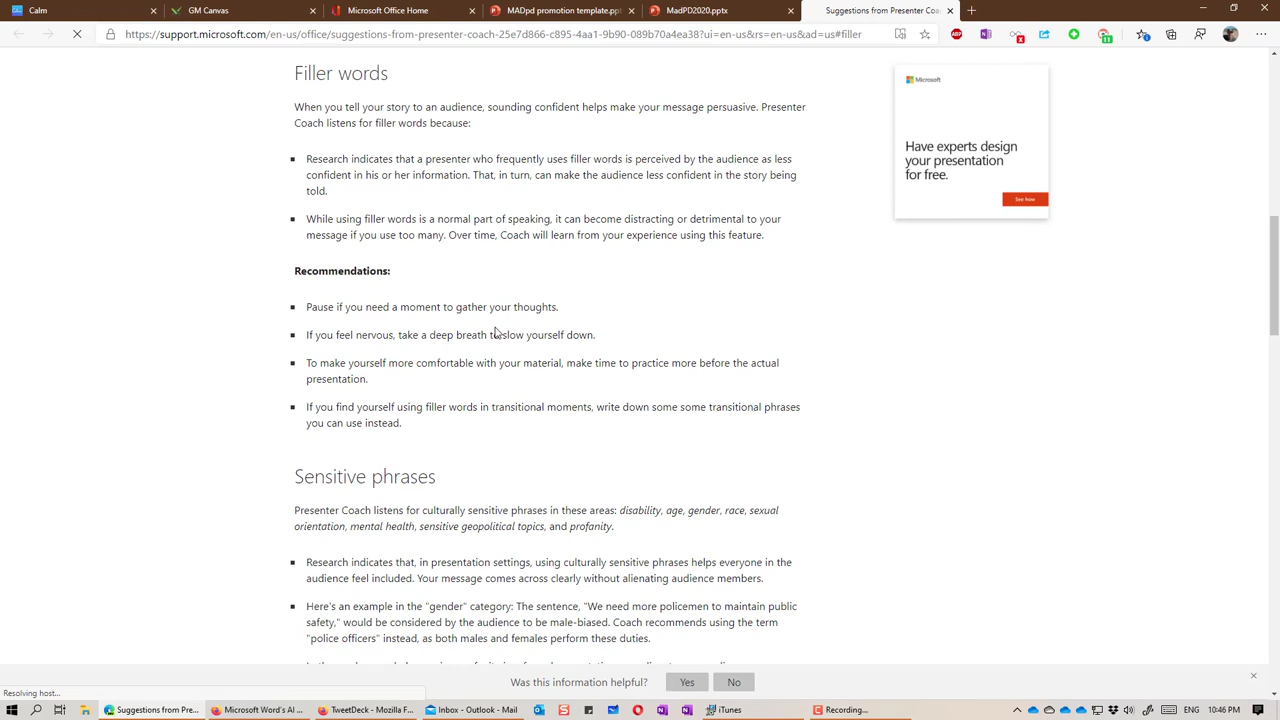 Calm
GM Canvas
Microsoft Office Home
MADpd promotion template.pptx
MadPD2020.pptx
Suggestions from Presenter Coac
https://support.microsoft.com/en-us/office/suggestions-from-presenter-coach-25e7d866-c895-4aa1-9b90-089b70a4ea38?ui=en-us&rs=en-us&ad=us#filler
Filler words
Microsoft
When you tell your story to an audience, sounding confident helps make your message persuasive. Presenter
Coach listens for filler words because:
Have experts design
your presentation
for free.
See how
Research indicates that a presenter who frequently uses filler words is perceived by the audience as less
confident in his or her information. That, in turn, can make the audience less confident in the story being
told.
While using filler words is a normal part of speaking, it can become distracting or detrimental to your
message if you use too many. Over time, Coach will learn from your experience using this feature.
Recommendations:
Pause if you need a moment to gather your thoughts.
If you feel nervous, take a deep breath to slow yourself down.
To make yourself more comfortable with your material, make time to practice more before the actual
presentation.
If you find yourself using filler words in transitional moments, write down some some transitional phrases
you can use instead.
Sensitive phrases
Presenter Coach listens for culturally sensitive phrases in these areas: disability, age, gender, race, sexual
orientation, mental health, sensitive geopolitical topics, and profanity.
Research indicates that, in presentation settings, using culturally sensitive phrases helps everyone in the
audience feel included. Your message comes across clearly without alienating audience members.
Here's an example in the "gender" category: The sentence, "We need more policemen to maintain public
safety," would be considered by the audience to be male-biased. Coach recommends using the term
"police officers" instead, as both males and females perform these duties.
Was this information helpful?
Yes
No
Resolving host...
Suggestions from Pre...
Microsoft Word's AI ...
TweetDeck - Mozilla F...
Inbox - Outlook - Mail
iTunes
Recording...
ENG
10:46 PM